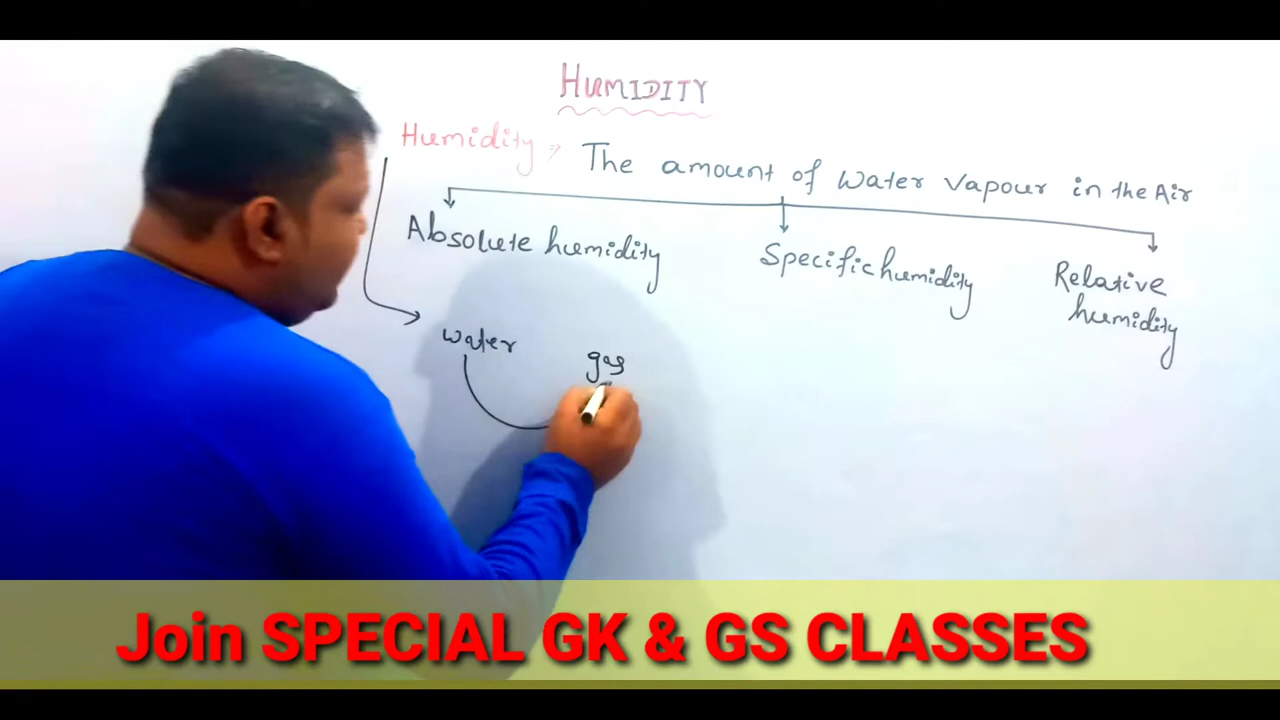 HUMIDITY
Humidity => The amount of water vapour in the Air
Absolute humidity
Specific humidity
Relative
humidity
water
gas
Join SPECIAL GK & GS CLASSES